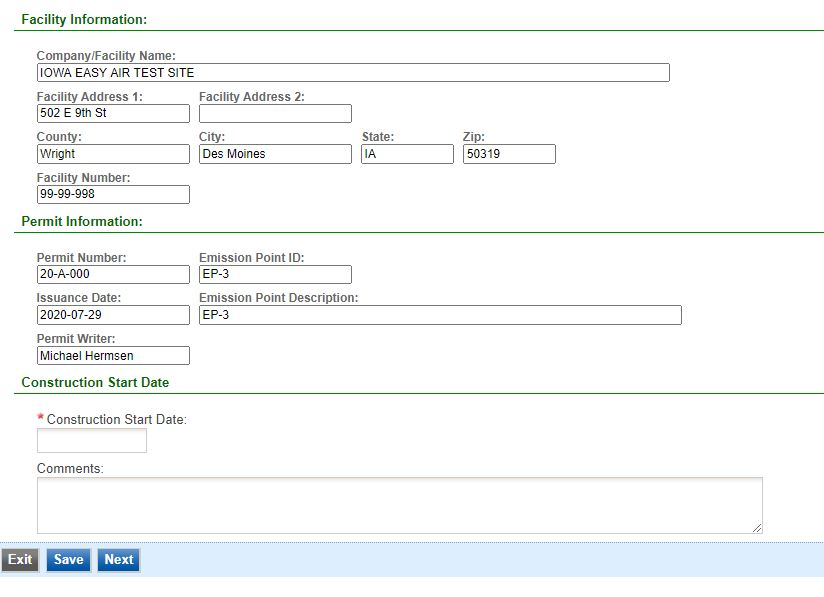 Facility Information:
Company/Facility Name:
IOWA EASY AIR TEST SITE
Facility Address 1: Facility Address 2:
502 E 9th St
County: City: State: Zip:
Wright Des Moines IA 50319
Facility Number:
99-99-998
Permit Information:
Permit Number: Emission Point ID:
20-A-000 EP-3
Issuance Date: Emission Point Description:
2020-07-29 EP-3
Permit Writer:
Michael Hermsen
Construction Start Date
* Construction Start Date:
Comments:
Exit Save Next